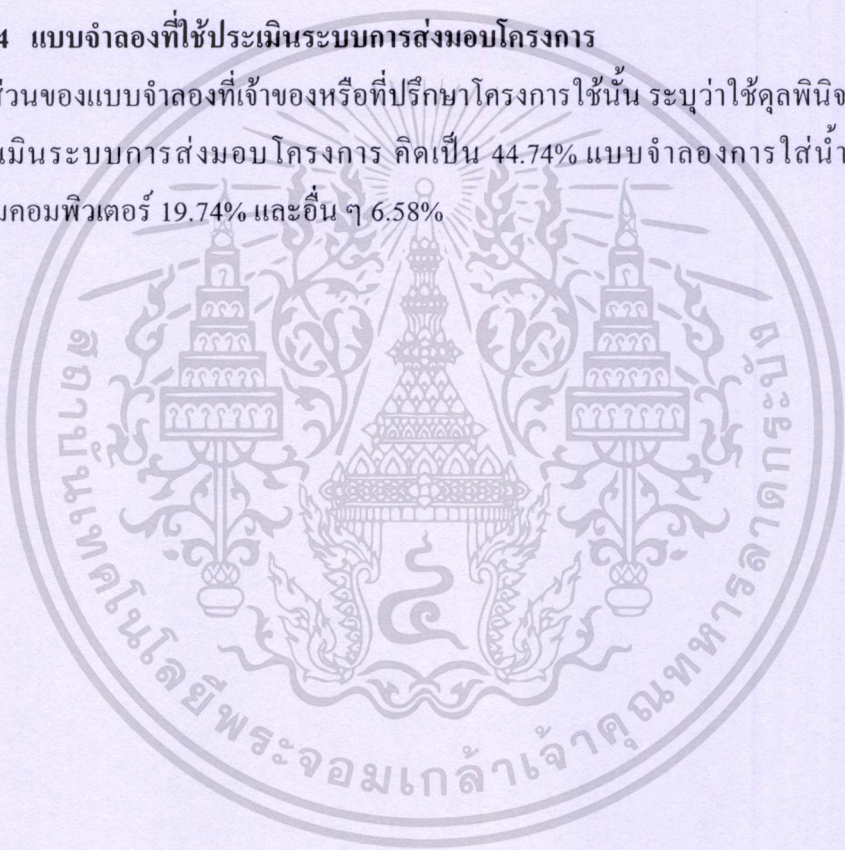 4 แบบจำลองที่ใช้ประเมินระบบการส่งมอบโครงการ
ส่วนของแบบจำลองที่เจ้าของหรือที่ปรึกษาโครงการใช้นั้น ระบุว่าใช้ดุลพินิจ
เมินระบบการส่งมอบโครงการ คิดเป็น 44.74% แบบจำลองการใส่น้ำ
มคอมพิวเตอร์ 19.74% และอื่น ๆ 6.58%
สถาบันเทคโนโลยีพระจอมเกล้าเจ้าคุณทหารลาดกระบัง